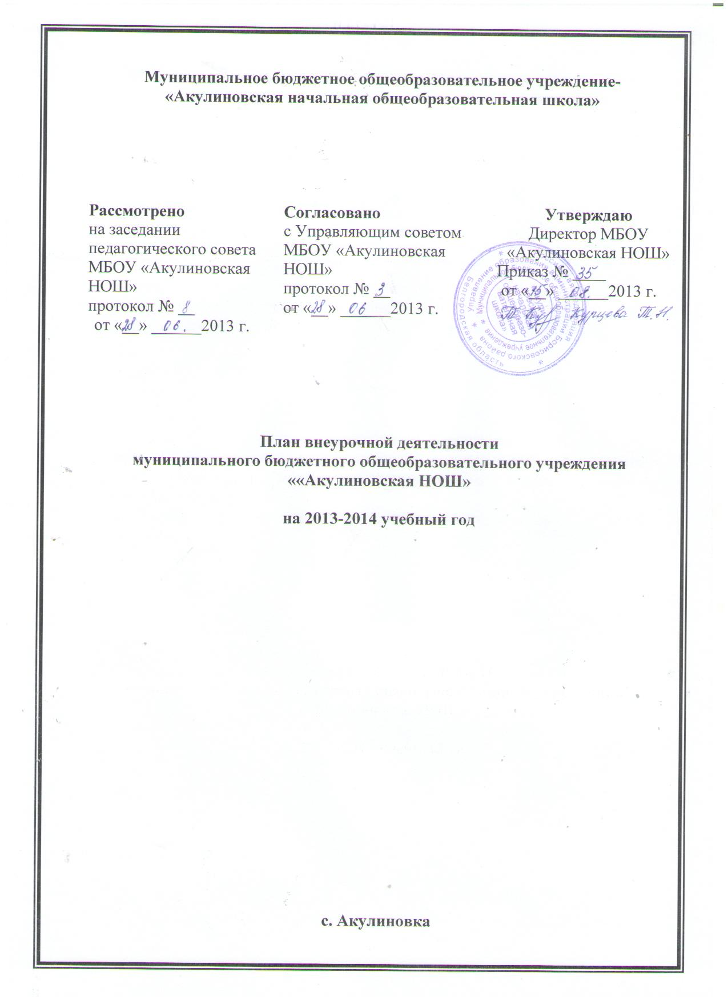 Муниципальное бюджетное общеобразовательное учреждение-
«Акулиновская начальная общеобразовательная школа»
Рассмотрено
на заседании
педагогического совета
МБОУ «Акулиновская
НОШ»
протокол № 8
от «28» 06. 2013 г.
Согласовано
с Управляющим советом
МБОУ «Акулиновская
НОШ»
протокол № 3
от «28» 06 2013 г.
Утверждаю
Директор МБОУ
«Акулиновская НОШ»
Приказ № 35
от « » 08. 2013 г.
Курцева Т.Н.
Российская Федерация * Белгородская область *
Управление образования администрации Борисовского района *
Муниципальное бюджетное общеобразовательное учреждение *
начальная
общеобразо-
вательная
школа»
План внеурочной деятельности
муниципального бюджетного общеобразовательного учреждения
««Акулиновская НОШ»
на 2013-2014 учебный год
с. Акулиновка